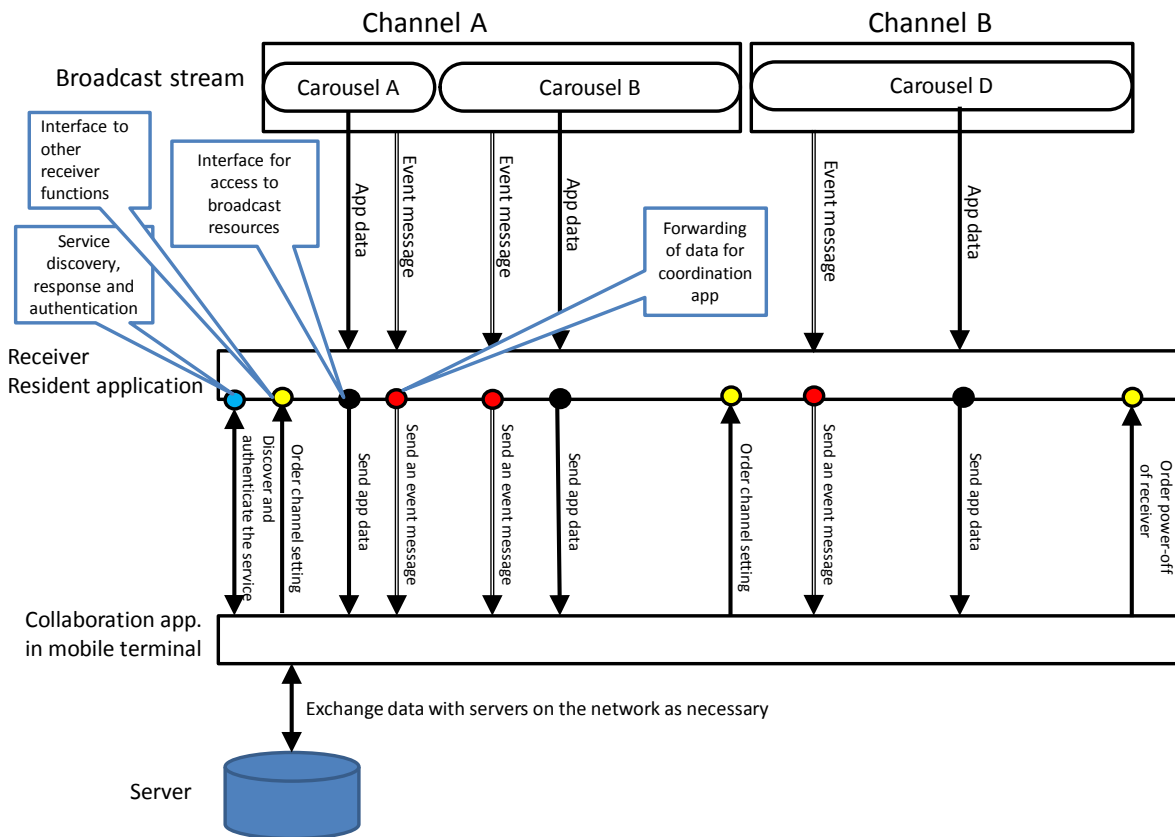 Channel A
Channel B
Broadcast stream
Carousel A
Carousel B
Carousel D
Interface to
other
receiver
functions
Interface for
access to
broadcast
resources
Service
discovery,
response and
authentication
Forwarding
of data for
coordination
app
App data
Event message
Event message
App data
Event message
App data
Receiver
Resident application
Discover and
authenticate the service
Order channel setting
Send app data
Send an event message
Send an event message
Send app data
Order channel setting
Send an event message
Send app data
Order power-off
of receiver
Collaboration app.
in mobile terminal
Exchange data with servers on the network as necessary
Server